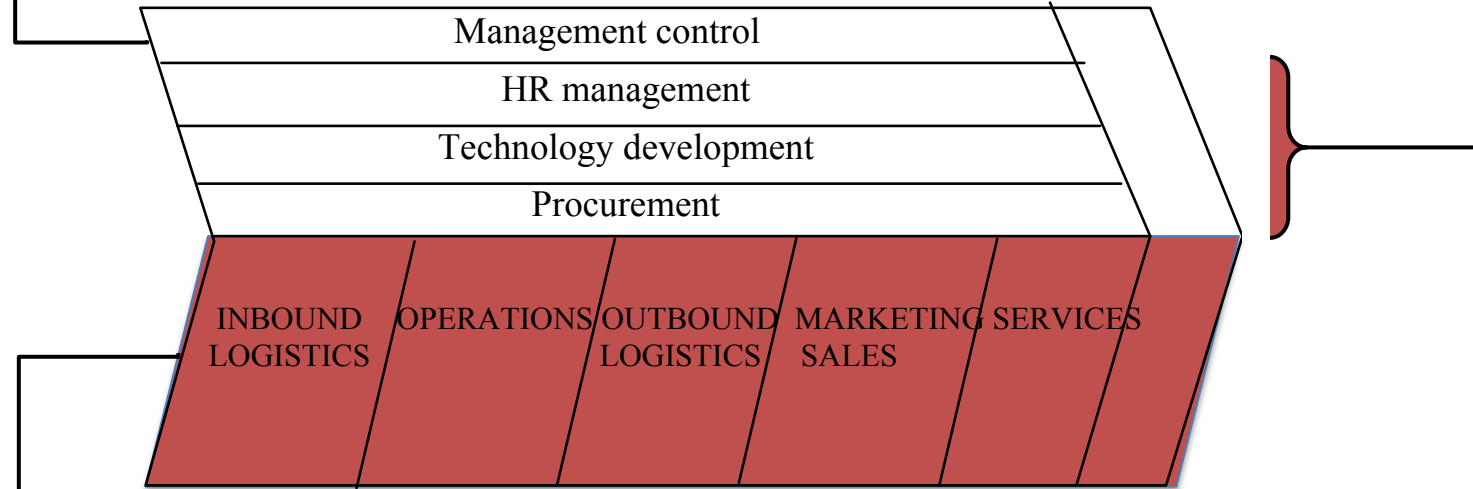 Management control
HR management
Technology development
Procurement
INBOUND OPERATIONS OUTBOUND MARKETING SERVICES
LOGISTICS LOGISTICS SALES